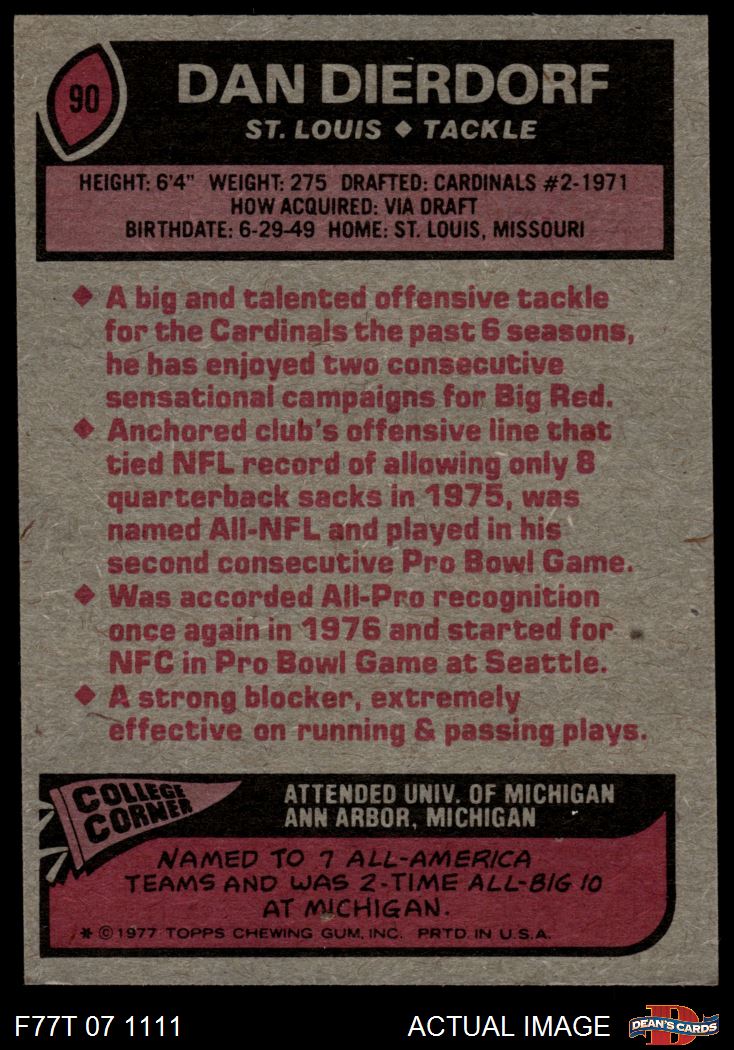 90
DAN DIERDORF
ST. LOUIS ◆ TACKLE
HEIGHT: 6'4" WEIGHT: 275 DRAFTED: CARDINALS #2-1971
HOW ACQUIRED: VIA DRAFT
BIRTHDATE: 6-29-49 HOME: ST. LOUIS, MISSOURI
◆ A big and talented offensive tackle
for the Cardinals the past 6 seasons,
he has enjoyed two consecutive
sensational campaigns for Big Red.
◆ Anchored club's offensive line that
tied NFL record of allowing only 8
quarterback sacks in 1975, was
named All-NFL and played in his
second consecutive Pro Bowl Game.
◆ Was accorded All-Pro recognition
once again in 1976 and started for
NFC in Pro Bowl Game at Seattle.
◆ A strong blocker, extremely
effective on running & passing plays.
COLLEGE
CORNER
ATTENDED UNIV. OF MICHIGAN
ANN ARBOR, MICHIGAN
NAMED TO 7 ALL-AMERICA
TEAMS AND WAS 2-TIME ALL-BIG 10
AT MICHIGAN.
* © 1977 TOPPS CHEWING GUM, INC. PRTD. IN U.S.A.
F77T 07 1111
ACTUAL IMAGE
D
DEAN'S CARDS